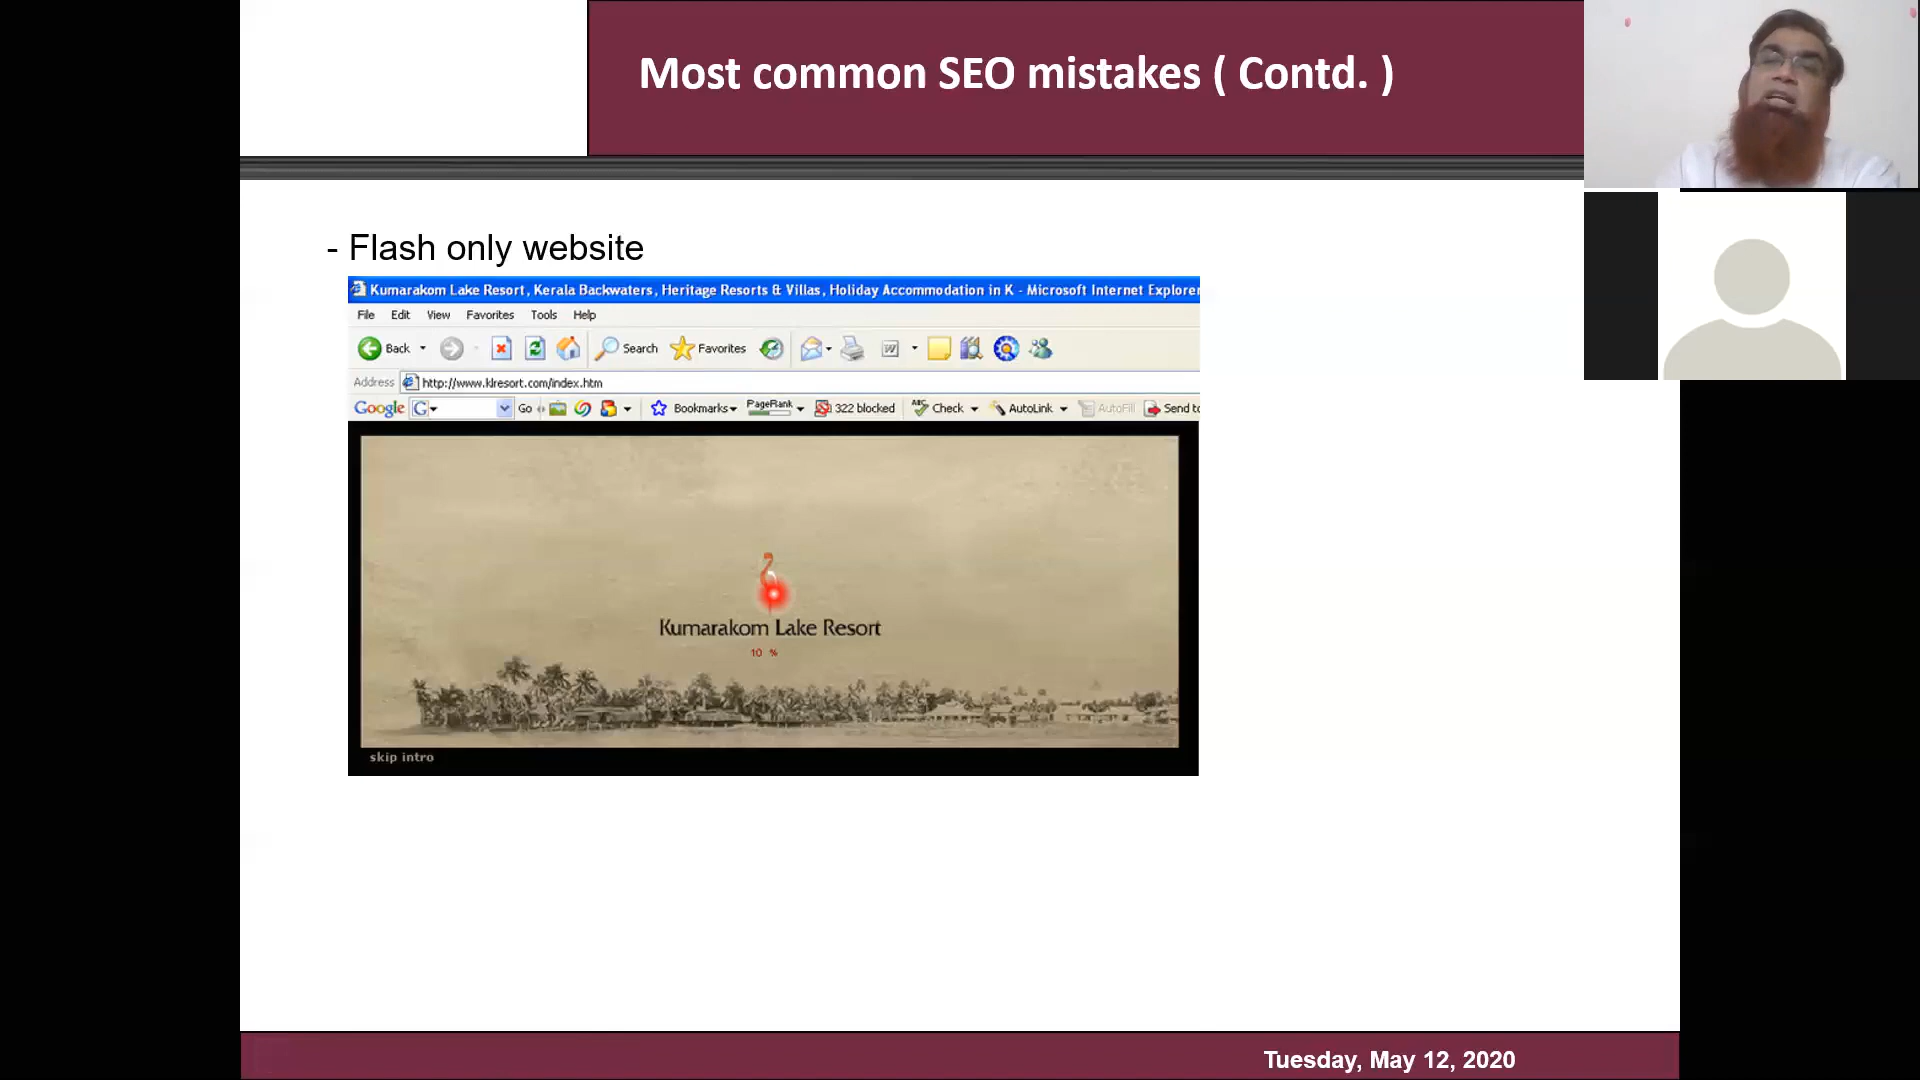 Most common SEO mistakes ( Contd. )
- Flash only website
Kumarakom Lake Resort, Kerala Backwaters, Heritage Resorts & Villas, Holiday Accommodation in K - Microsoft Internet Explorer
File Edit View Favorites Tools Help
Back Search Favorites W
Address http://www.klresort.com/index.htm
Google G Go Bookmarks PageRank 322 blocked ABC Check AutoLink AutoFill Send to
Kumarakom Lake Resort
10 %
skip intro
Tuesday, May 12, 2020